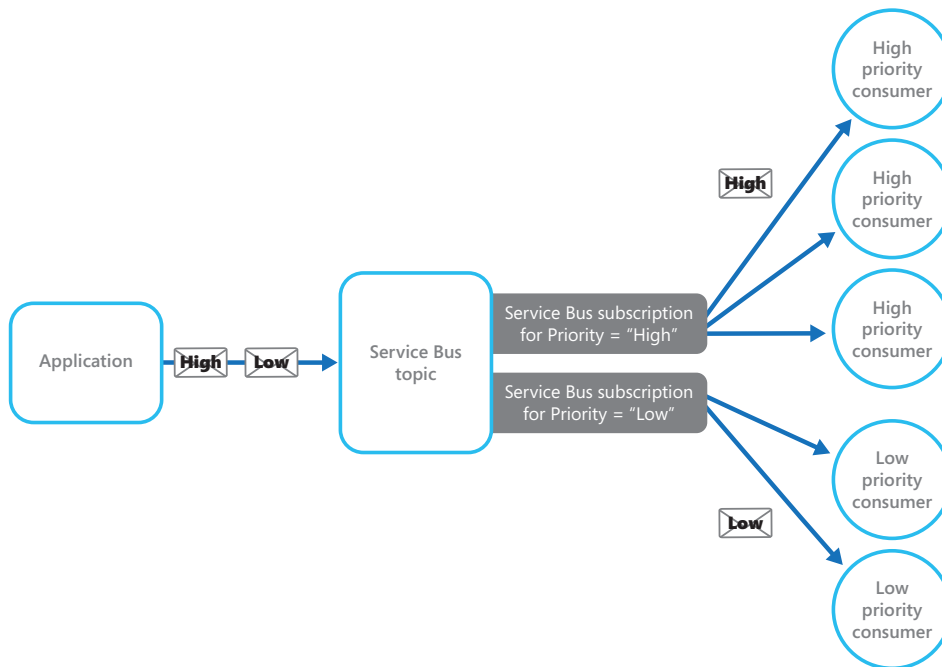 High
priority
consumer
High
High
priority
consumer
Service Bus subscription
for Priority = “High”
High
priority
consumer
Application
High
Low
Service Bus
topic
Service Bus subscription
for Priority = “Low”
Low
priority
consumer
Low
Low
priority
consumer